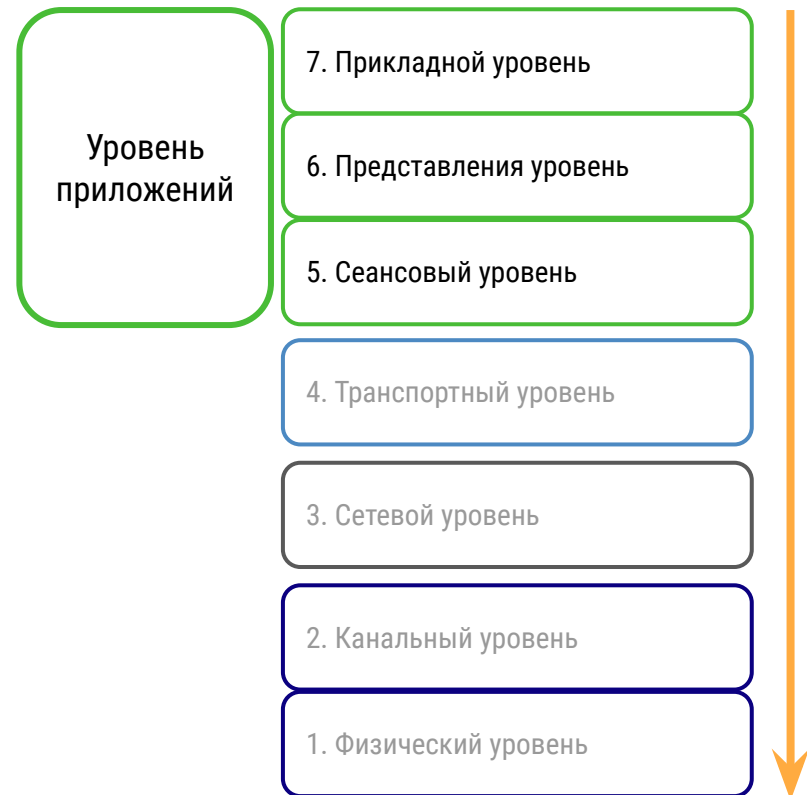 Уровень
приложений
7. Прикладной уровень
6. Представления уровень
5. Сеансовый уровень
4. Транспортный уровень
3. Сетевой уровень
2. Канальный уровень
1. Физический уровень